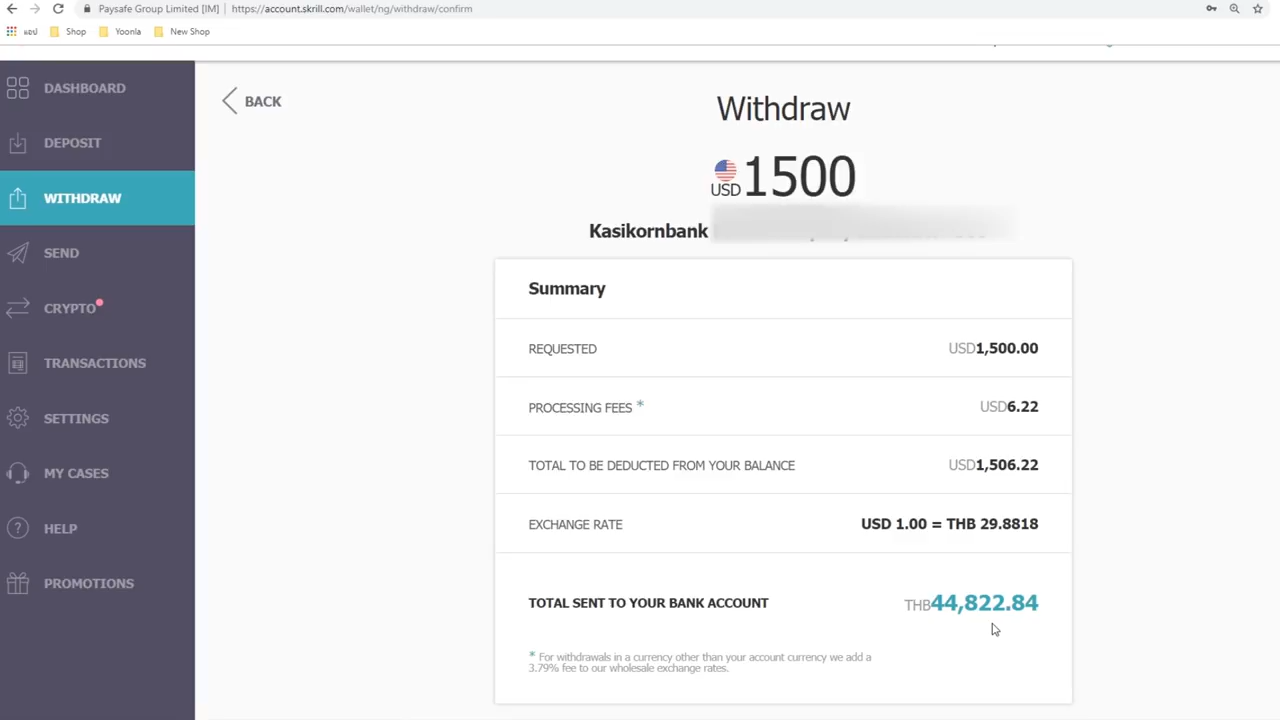 Paysafe Group Limited [IM] | https://account.skrill.com/wallet/ng/withdraw/confirm
แอป Shop Yoonla New Shop
DASHBOARD
DEPOSIT
WITHDRAW
SEND
CRYPTO
TRANSACTIONS
SETTINGS
MY CASES
HELP
PROMOTIONS
BACK
Withdraw
USD 1500
Kasikornbank
Summary
REQUESTED USD1,500.00
PROCESSING FEES * USD6.22
TOTAL TO BE DEDUCTED FROM YOUR BALANCE USD1,506.22
EXCHANGE RATE USD 1.00 = THB 29.8818
TOTAL SENT TO YOUR BANK ACCOUNT THB44,822.84
* For withdrawals in a currency other than your account currency we add a
3.79% fee to our wholesale exchange rates.